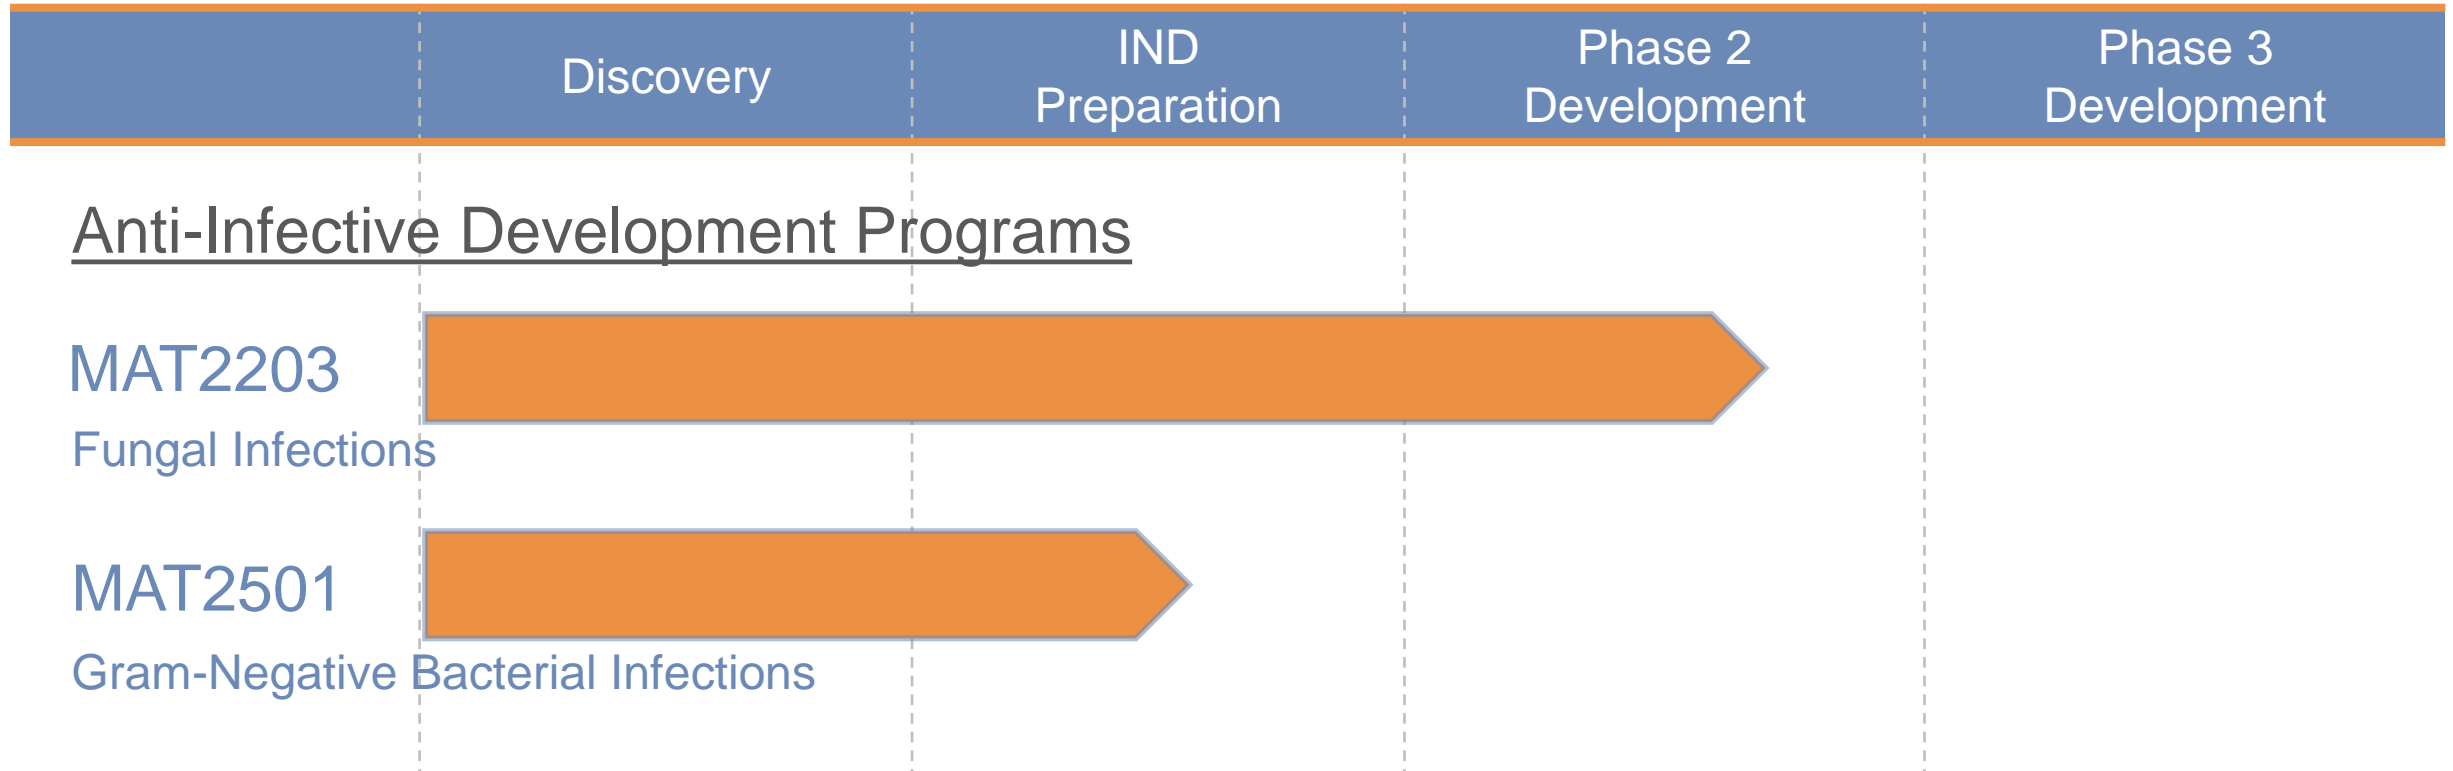 Discovery
IND
Preparation
Phase 2
Development
Phase 3
Development
Anti-Infective Development Programs
MAT2203
Fungal Infections
MAT2501
Gram-Negative Bacterial Infections